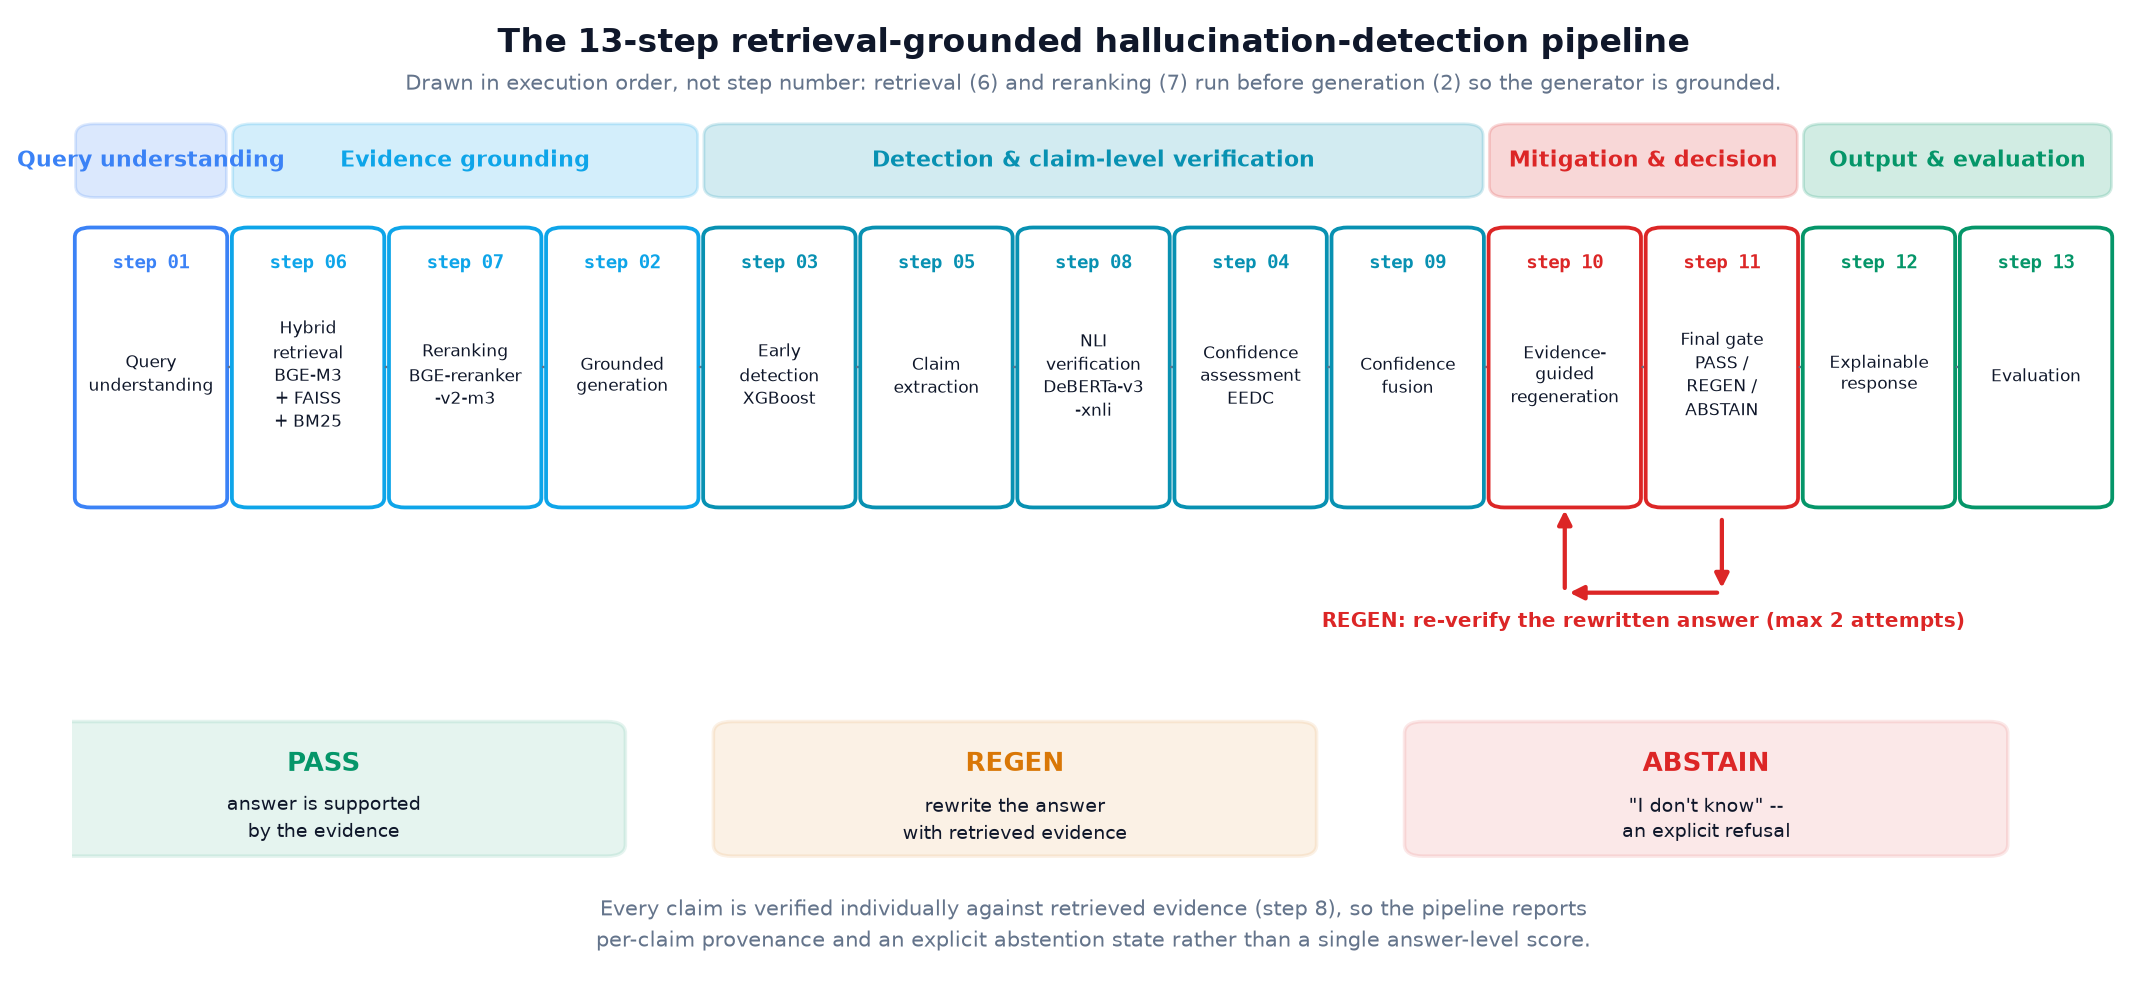 The 13-step retrieval-grounded hallucination-detection pipeline
Drawn in execution order, not step number: retrieval (6) and reranking (7) run before generation (2) so the generator is grounded.
Query understanding
Evidence grounding
Detection & claim-level verification
Mitigation & decision
Output & evaluation
step 01
Query
understanding
step 06
Hybrid
retrieval
BGE-M3
+ FAISS
+ BM25
step 07
Reranking
BGE-reranker
-v2-m3
step 02
Grounded
generation
step 03
Early
detection
XGBoost
step 05
Claim
extraction
step 08
NLI
verification
DeBERTa-v3
-xnli
step 04
Confidence
assessment
EEDC
step 09
Confidence
fusion
step 10
Evidence-
guided
regeneration
step 11
Final gate
PASS /
REGEN /
ABSTAIN
step 12
Explainable
response
step 13
Evaluation
REGEN: re-verify the rewritten answer (max 2 attempts)
PASS
answer is supported
by the evidence
REGEN
rewrite the answer
with retrieved evidence
ABSTAIN
"I don't know" --
an explicit refusal
Every claim is verified individually against retrieved evidence (step 8), so the pipeline reports
per-claim provenance and an explicit abstention state rather than a single answer-level score.